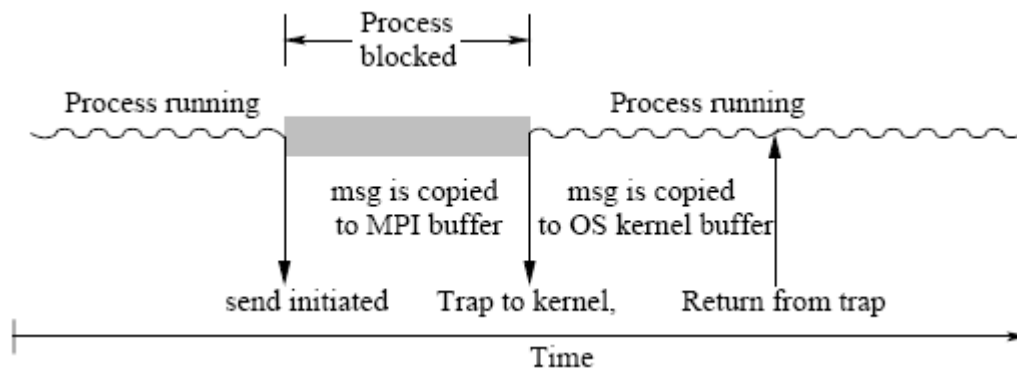 Process
blocked
Process running
Process running
msg is copied
to MPI buffer
msg is copied
to OS kernel buffer
send initiated
Trap to kernel,
Return from trap
Time